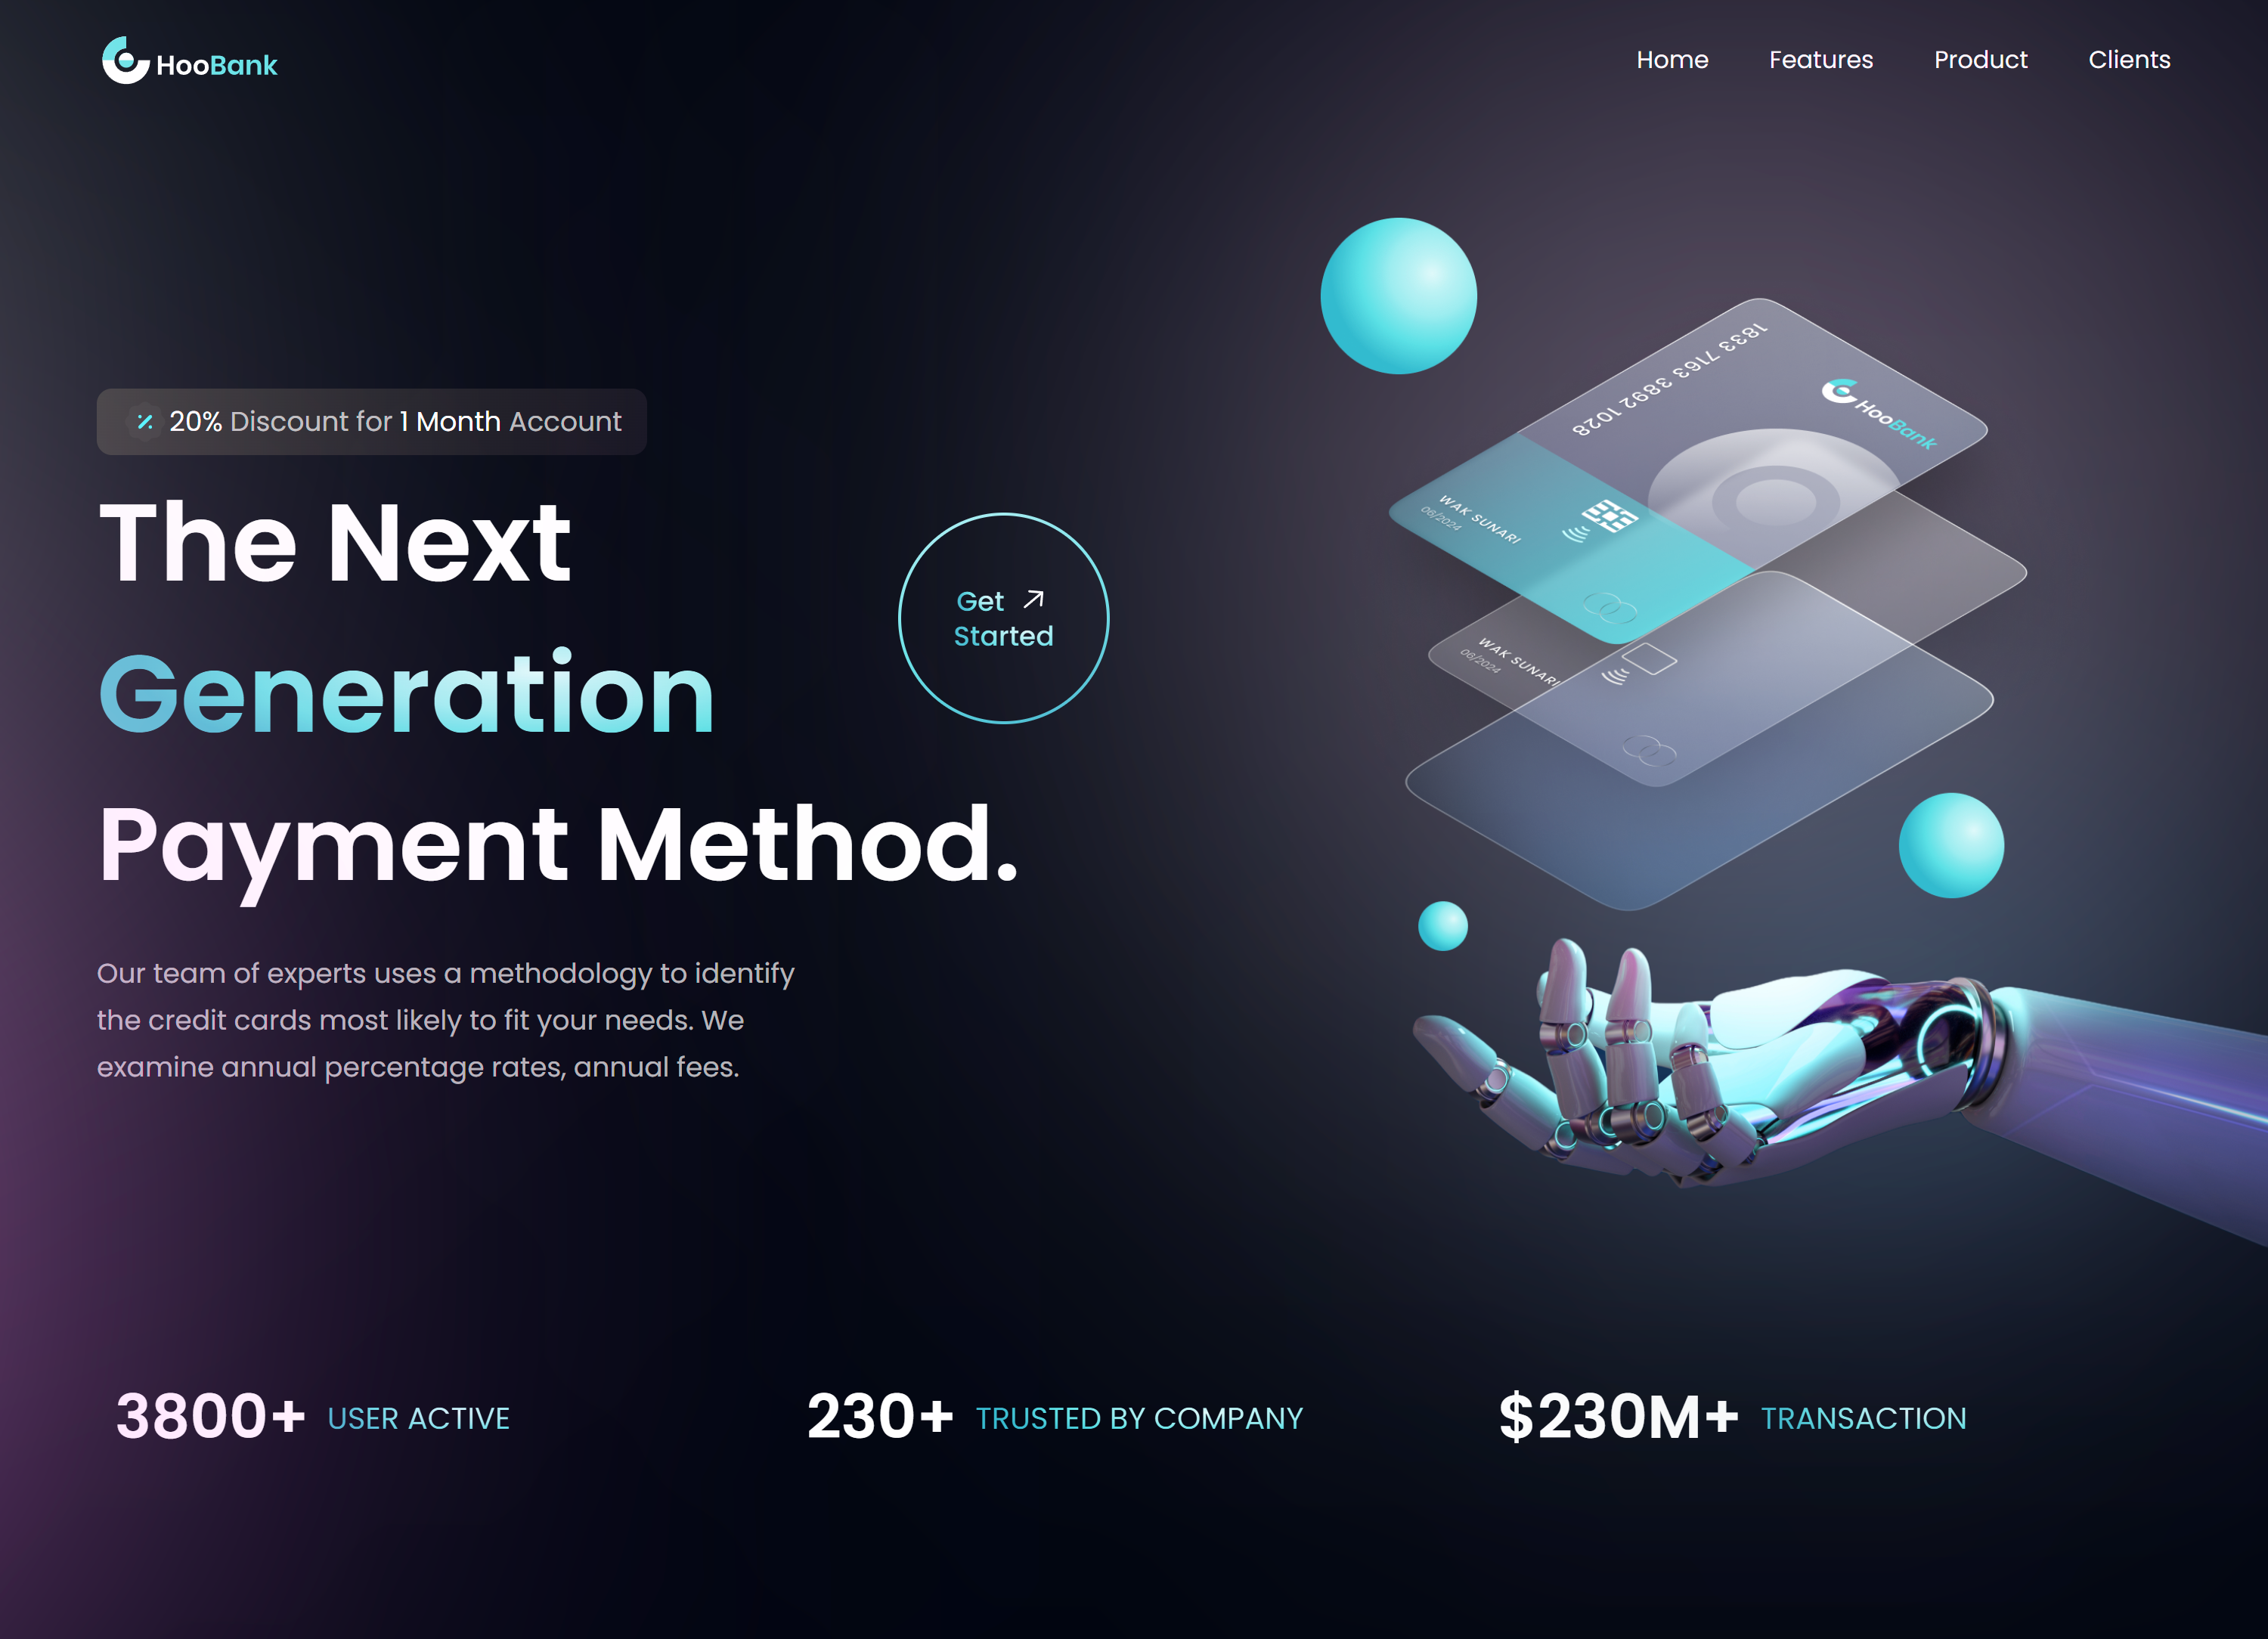 HooBank
Home Features Product Clients
20% Discount for 1 Month Account
The Next
Generation
Payment Method.
Get
Started
Our team of experts uses a methodology to identify
the credit cards most likely to fit your needs. We
examine annual percentage rates, annual fees.
1833 7163 3892 1028
HooBank
WAK SUNARI
06/2024
WAK SUNARI
06/2024
3800+ USER ACTIVE
230+ TRUSTED BY COMPANY
$230M+ TRANSACTION